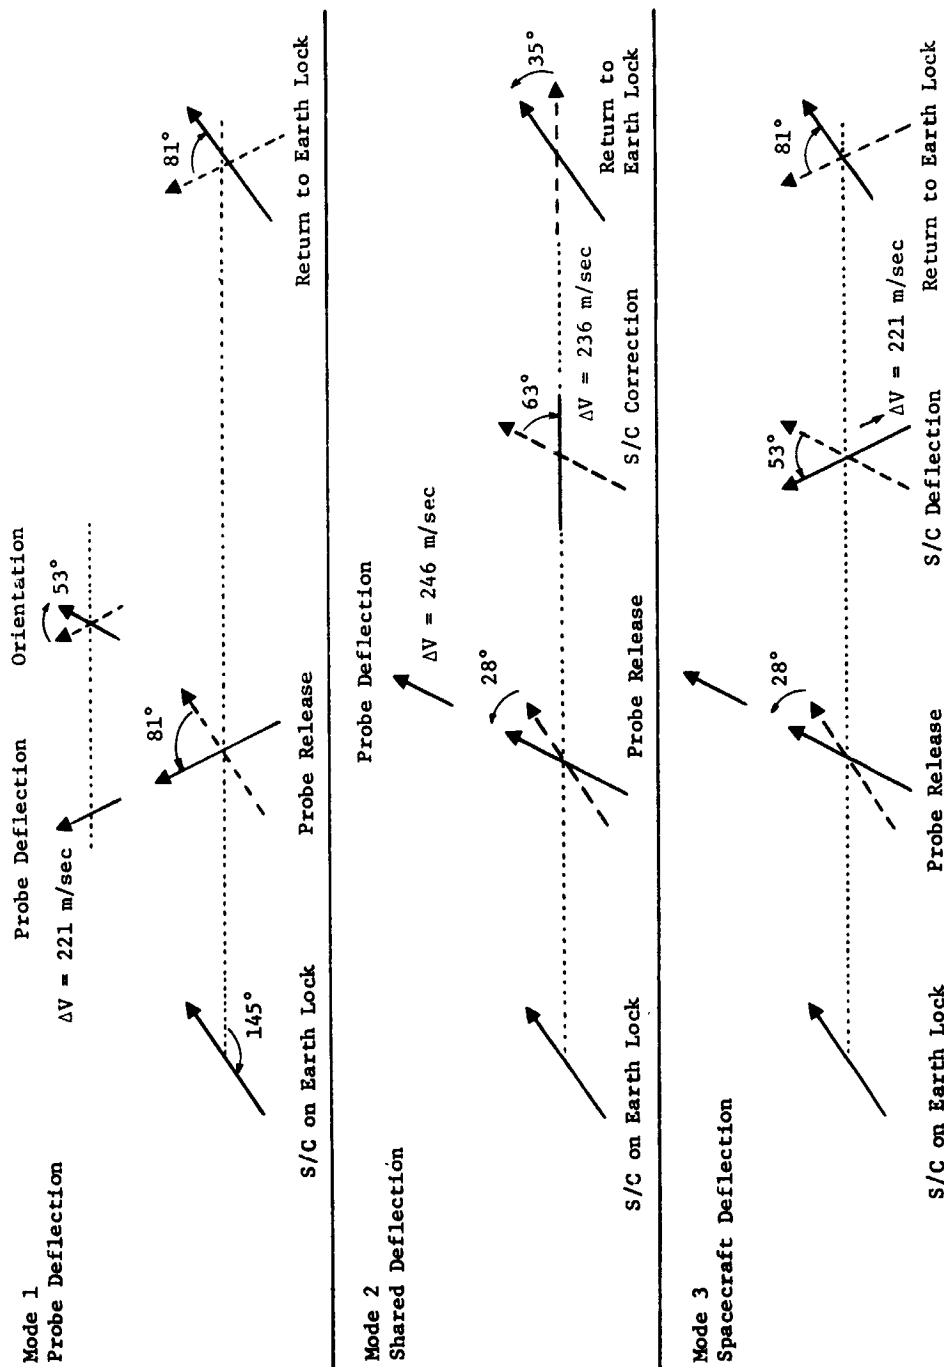 Mode 1
Probe Deflection
Probe Deflection
Orientation
ΔV = 221 m/sec
53°
81°
81°
145°
S/C on Earth Lock
Probe Release
Return to Earth Lock
Mode 2
Shared Deflection
Probe Deflection
ΔV = 246 m/sec
28°
63°
35°
ΔV = 236 m/sec
S/C on Earth Lock
Probe Release
S/C Correction
Return to
Earth Lock
Mode 3
Spacecraft Deflection
28°
53°
81°
ΔV = 221 m/sec
S/C on Earth Lock
Probe Release
S/C Deflection
Return to Earth Lock